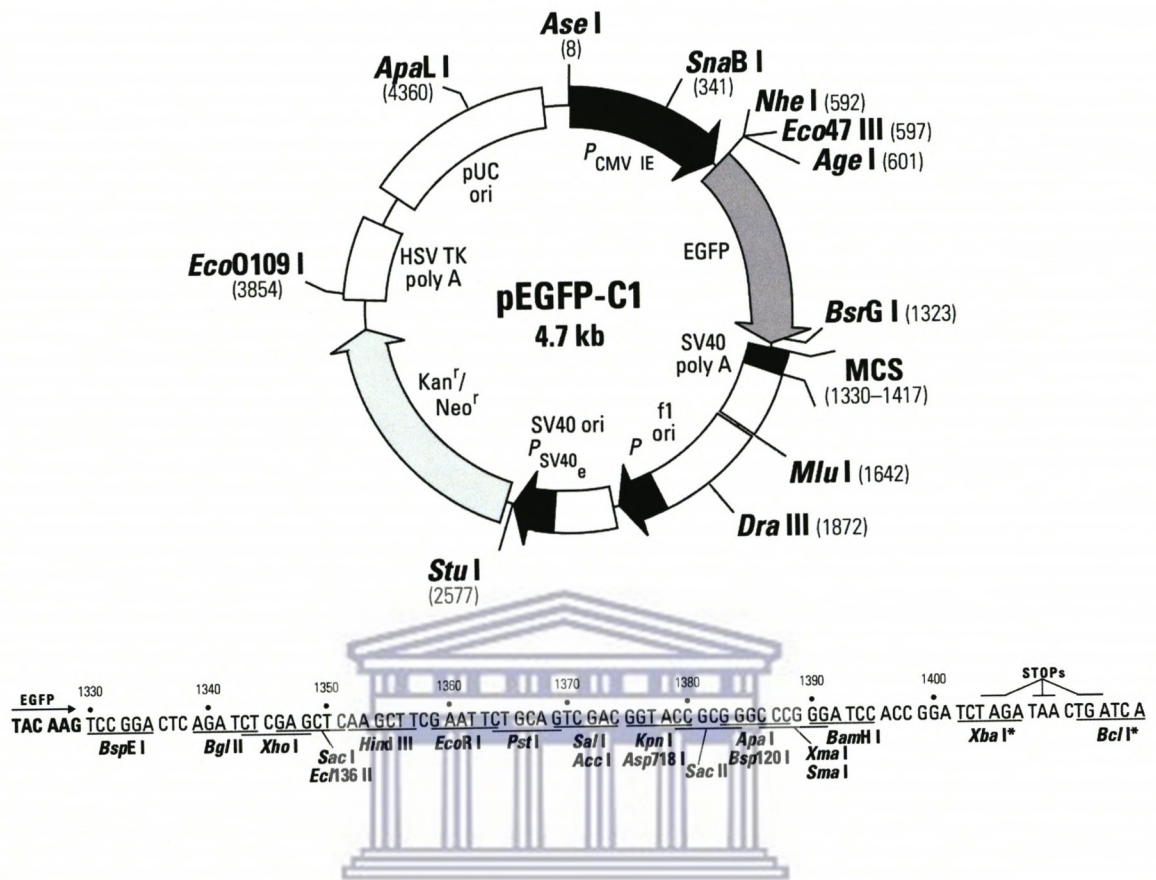 Ase I
(8)
ApaL I
(4360)
SnaB I
(341)
Nhe I (592)
Eco47 III (597)
Age I (601)
PCMV IE
pUC
ori
EGFP
HSV TK
poly A
EcoO109 I
(3854)
pEGFP-C1
4.7 kb
BsrG I (1323)
SV40
poly A
MCS
(1330–1417)
Kanr/
Neor
f1
ori
P
SV40 ori
PSV40e
Mlu I (1642)
Dra III (1872)
Stu I
(2577)
EGFP 1330 1340 1350 1360 1370 1380 1390 1400 STOPs
TAC AAG TCC GGA CTC AGA TCT CGA GCT CAA GCT TCG AAT TCT GCA GTC GAC GGT ACC GCG GGC CCG GGA TCC ACC GGA TCT AGA TAA CTG ATC A
BspE I Bgl II Xho I Hind III EcoR I Pst I Sal I Kpn I Apa I BamH I Xba I* Bcl I*
Sac I Acc I Asp718 I Sac II Bsp120 I Xma I
Ecl136 II Sma I